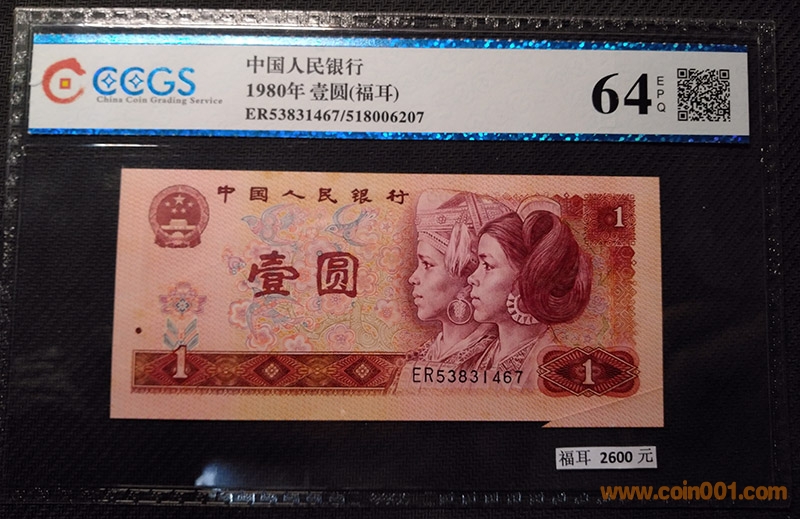 CCGS
China Coin Grading Service
中国人民银行
1980年 壹圆(福耳)
ER53831467/518006207
64
EPQ
中国人民银行
1
壹圆
1
ER53831467
1
福耳 2600 元
www.coin001.com